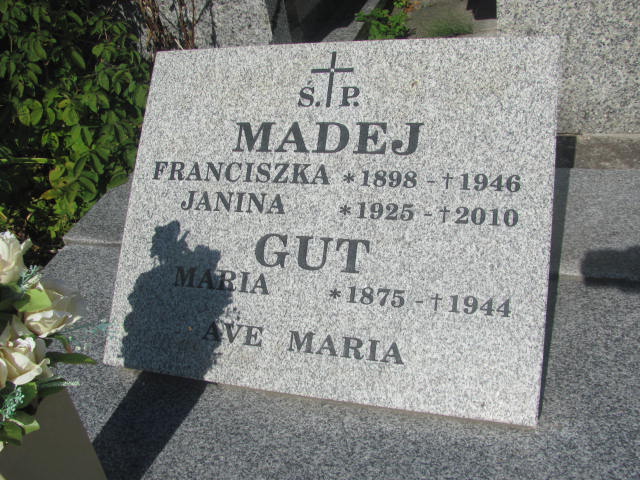 Ś. P.
MADEJ
FRANCISZKA *1898 - †1946
JANINA *1925 - †2010
GUT
MARIA *1875 - †1944
AVE MARIA